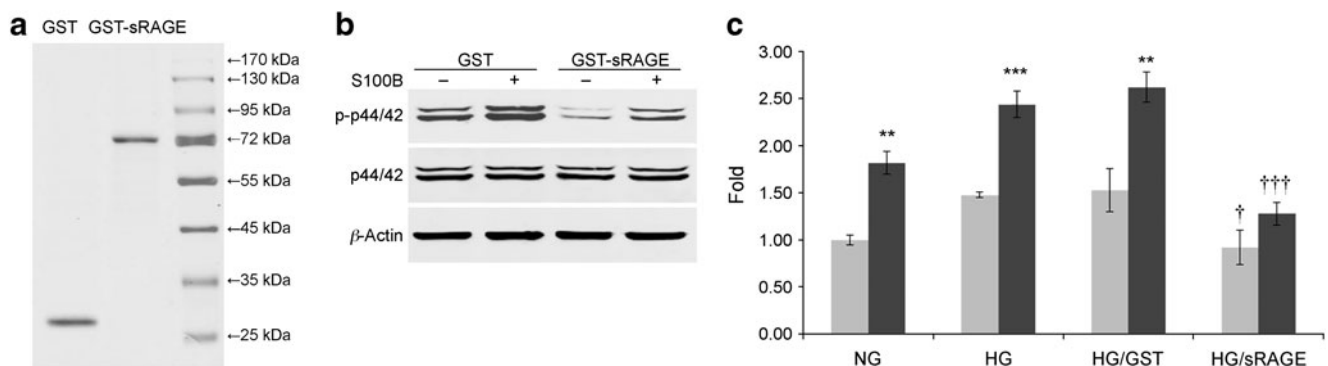 a
GST GST-sRAGE
←170 kDa
←130 kDa
←95 kDa
←72 kDa
←55 kDa
←45 kDa
←35 kDa
←25 kDa
b
GST GST-sRAGE
S100B – + – +
p-p44/42
p44/42
β-Actin
c
Fold
3.00
2.50
2.00
1.50
1.00
0.50
0.00
** *** ** † †††
NG HG HG/GST HG/sRAGE